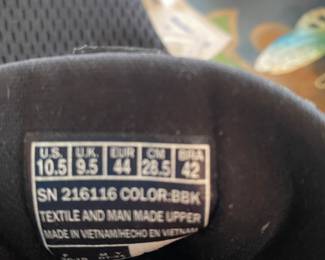 U.S. U.K. EUR CM BRA
10.5 9.5 44 28.5 42
SN 216116 COLOR:BBK
TEXTILE AND MAN MADE UPPER
MADE IN VIETNAM/HECHO EN VIETNAM